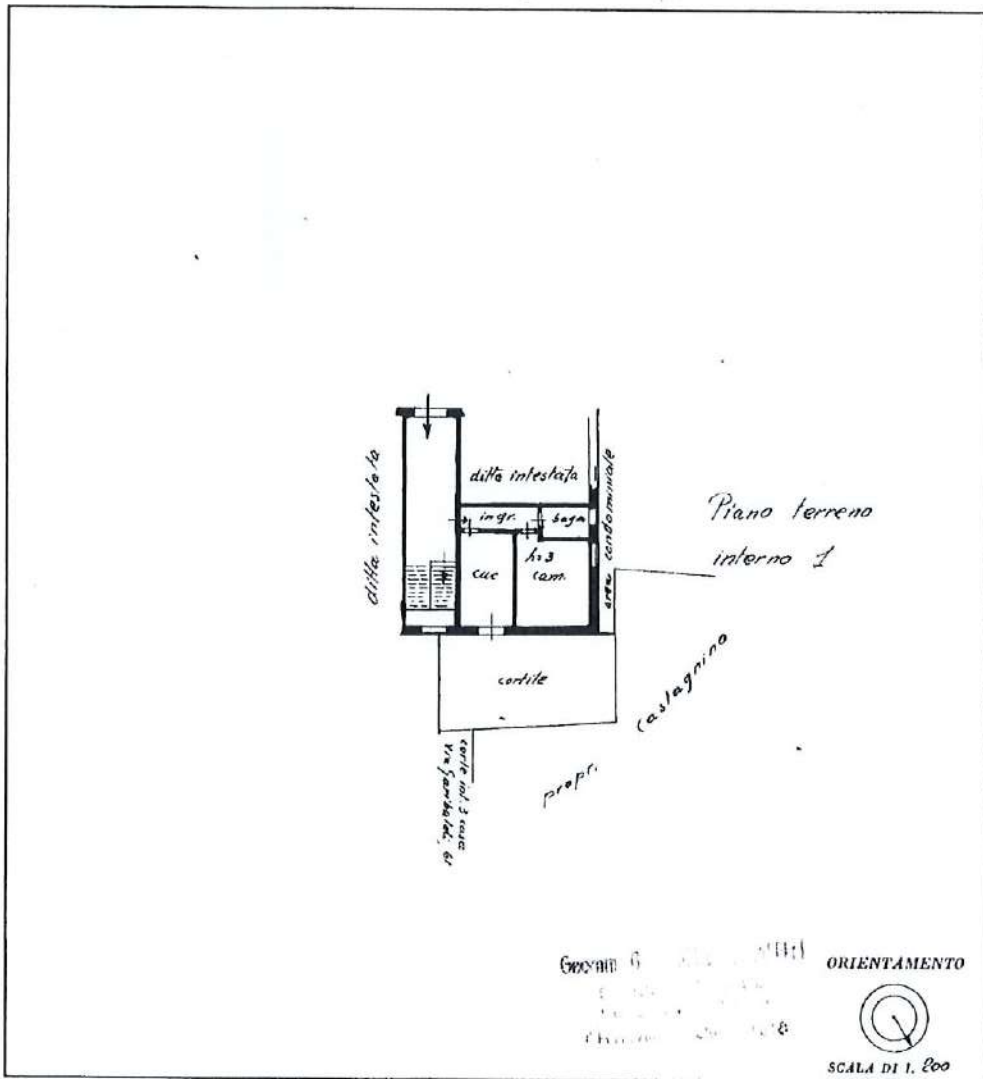 ditta intestata
ditta intestata
area condominiale
ingr.
bagn
h=3
cuc
cam.
Piano terreno
interno 1
cortile
propr. Castagnino
corte int. 3 casa
Via Garibaldi, 61
ORIENTAMENTO
SCALA DI 1. 200